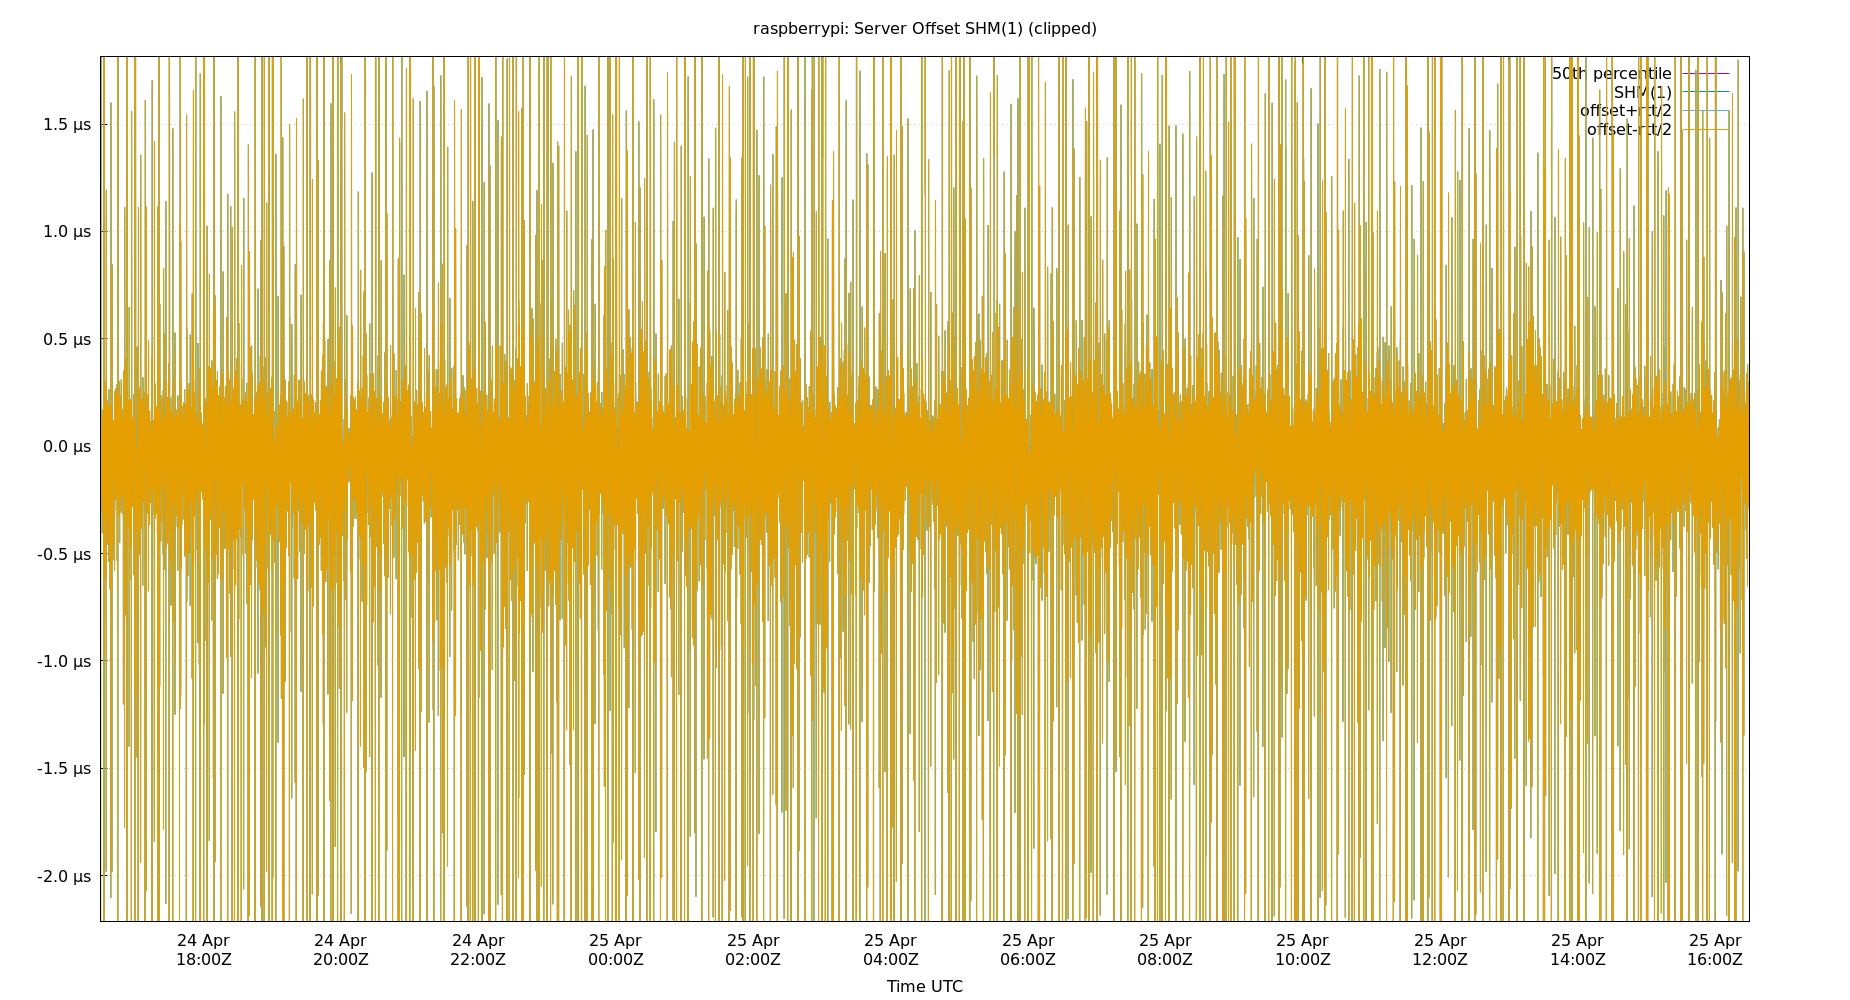 raspberrypi: Server Offset SHM(1) (clipped)
50th percentile
SHM(1)
offset+rtt/2
offset-rtt/2
1.5 µs
1.0 µs
0.5 µs
0.0 µs
-0.5 µs
-1.0 µs
-1.5 µs
-2.0 µs
24 Apr 24 Apr 24 Apr 25 Apr 25 Apr 25 Apr 25 Apr 25 Apr 25 Apr 25 Apr 25 Apr 25 Apr
18:00Z 20:00Z 22:00Z 00:00Z 02:00Z 04:00Z 06:00Z 08:00Z 10:00Z 12:00Z 14:00Z 16:00Z
Time UTC